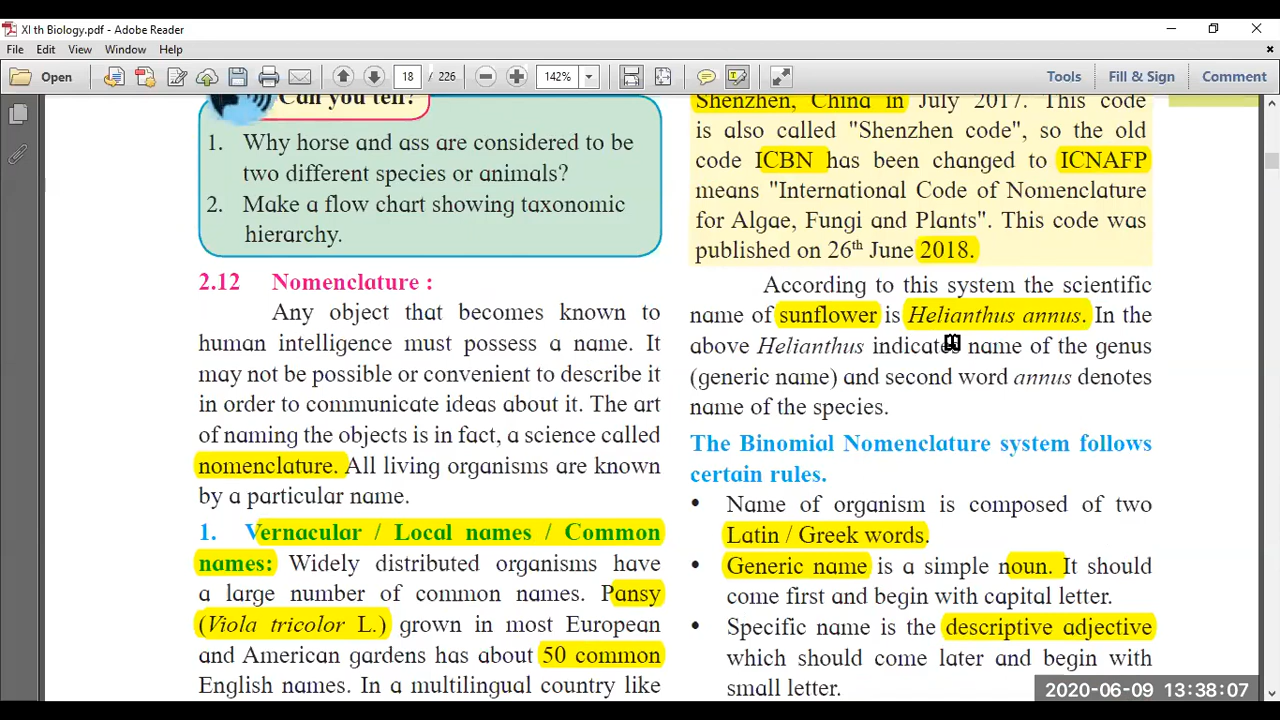 XI th Biology.pdf - Adobe Reader
File Edit View Window Help
Open 18 / 226 142% Tools Fill & Sign Comment
Can you tell?
1. Why horse and ass are considered to be
two different species or animals?
2. Make a flow chart showing taxonomic
hierarchy.
2.12 Nomenclature :
Any object that becomes known to
human intelligence must possess a name. It
may not be possible or convenient to describe it
in order to communicate ideas about it. The art
of naming the objects is in fact, a science called
nomenclature. All living organisms are known
by a particular name.
1. Vernacular / Local names / Common
names: Widely distributed organisms have
a large number of common names. Pansy
(Viola tricolor L.) grown in most European
and American gardens has about 50 common
English names. In a multilingual country like
Shenzhen, China in July 2017. This code
is also called "Shenzhen code", so the old
code ICBN has been changed to ICNAFP
means "International Code of Nomenclature
for Algae, Fungi and Plants". This code was
published on 26th June 2018.
According to this system the scientific
name of sunflower is Helianthus annus. In the
above Helianthus indicates name of the genus
(generic name) and second word annus denotes
name of the species.
The Binomial Nomenclature system follows
certain rules.
• Name of organism is composed of two
Latin / Greek words.
• Generic name is a simple noun. It should
come first and begin with capital letter.
• Specific name is the descriptive adjective
which should come later and begin with
small letter.
2020-06-09 13:38:07